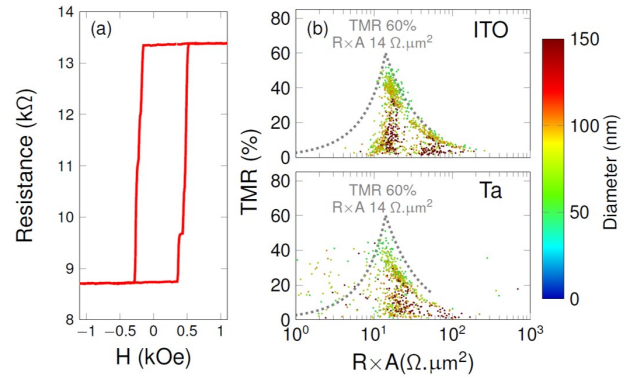 (a)
Resistance (kΩ)
14
13
12
11
10
9
8
−1 −0.5 0 0.5 1
H (kOe)
(b)
TMR 60%
R×A 14 Ω.μm²
ITO
80
60
40
20
0
TMR (%)
TMR 60%
R×A 14 Ω.μm²
Ta
80
60
40
20
0
10⁰ 10¹ 10² 10³
R×A(Ω.μm²)
150
100
50
0
Diameter (nm)